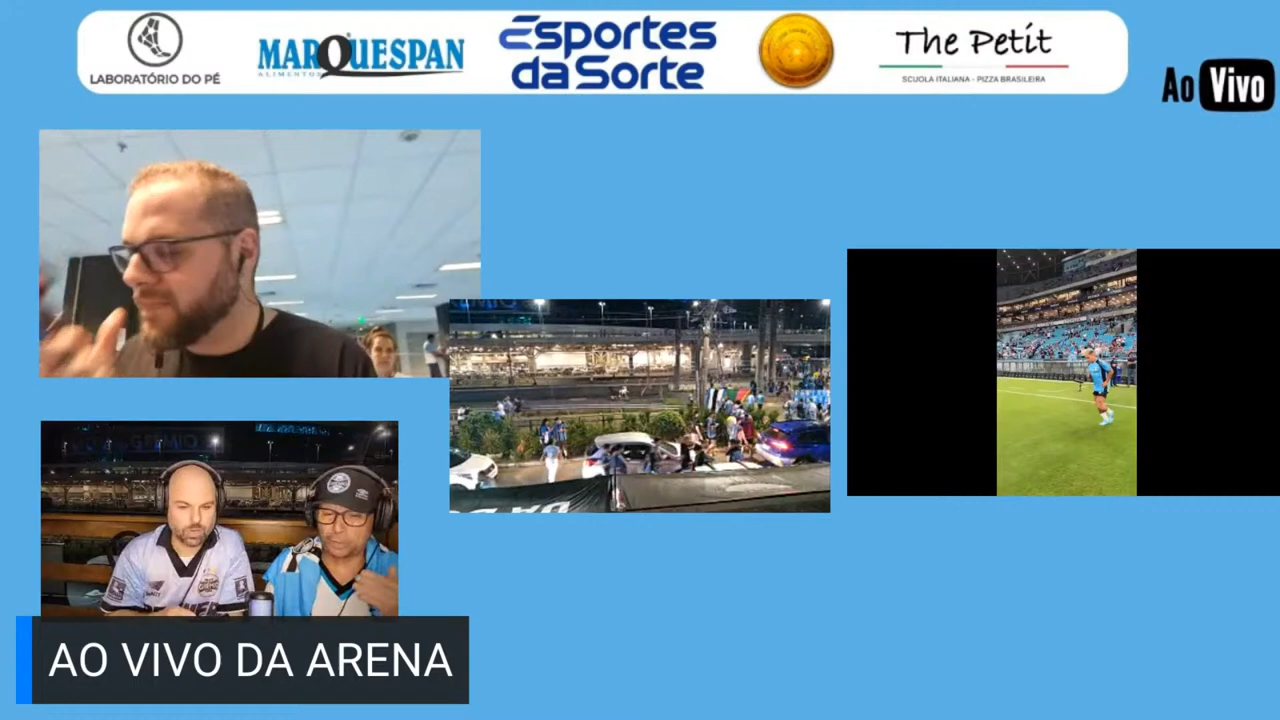 LABORATÓRIO DO PÉ
MARQUESPAN
ALIMENTOS
Esportes
da Sorte
The Petit
SCUOLA ITALIANA - PIZZA BRASILEIRA
Ao Vivo
AO VIVO DA ARENA